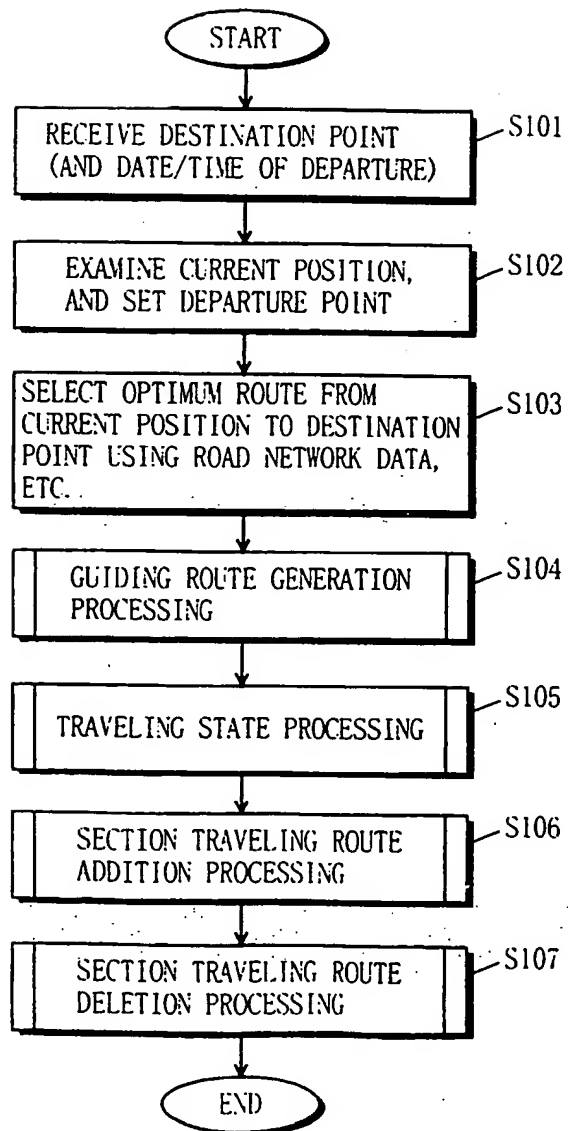 START
RECEIVE DESTINATION POINT
(AND DATE/TIME OF DEPARTURE)
S101
EXAMINE CURRENT POSITION,
AND SET DEPARTURE POINT
S102
SELECT OPTIMUM ROUTE FROM
CURRENT POSITION TO DESTINATION
POINT USING ROAD NETWORK DATA,
ETC.
S103
GUIDING ROUTE GENERATION
PROCESSING
S104
TRAVELING STATE PROCESSING
S105
SECTION TRAVELING ROUTE
ADDITION PROCESSING
S106
SECTION TRAVELING ROUTE
DELETION PROCESSING
S107
END